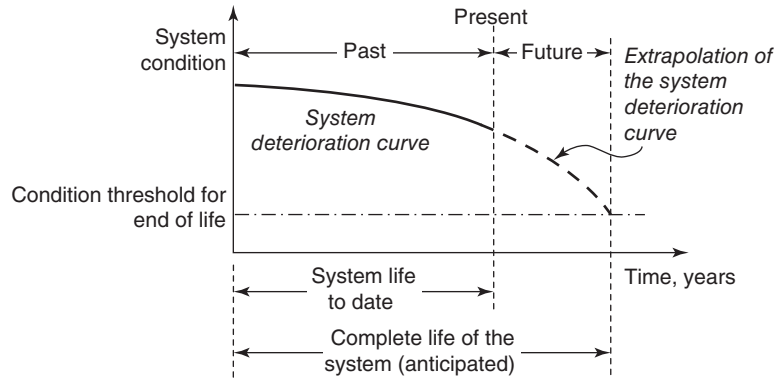 Present
System
condition
Past
Future
Extrapolation of
the system
deterioration
curve
System
deterioration curve
Condition threshold for
end of life
Time, years
System life
to date
Complete life of the
system (anticipated)